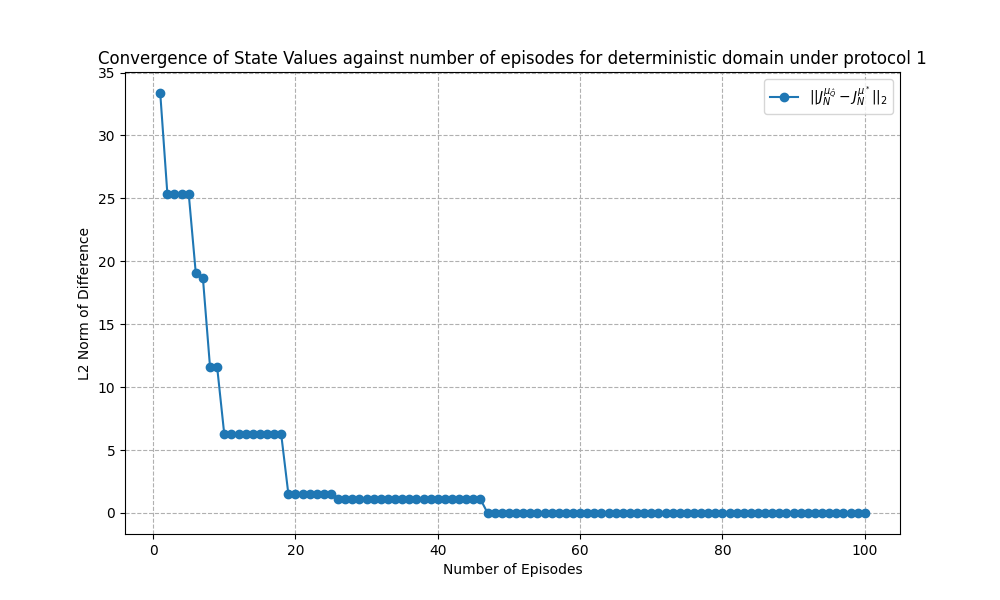 Convergence of State Values against number of episodes for deterministic domain under protocol 1
||J_N^{μ_{\hat{Q}}} − J_N^{μ^*}||_2
35
30
25
20
15
10
5
0
L2 Norm of Difference
0 20 40 60 80 100
Number of Episodes